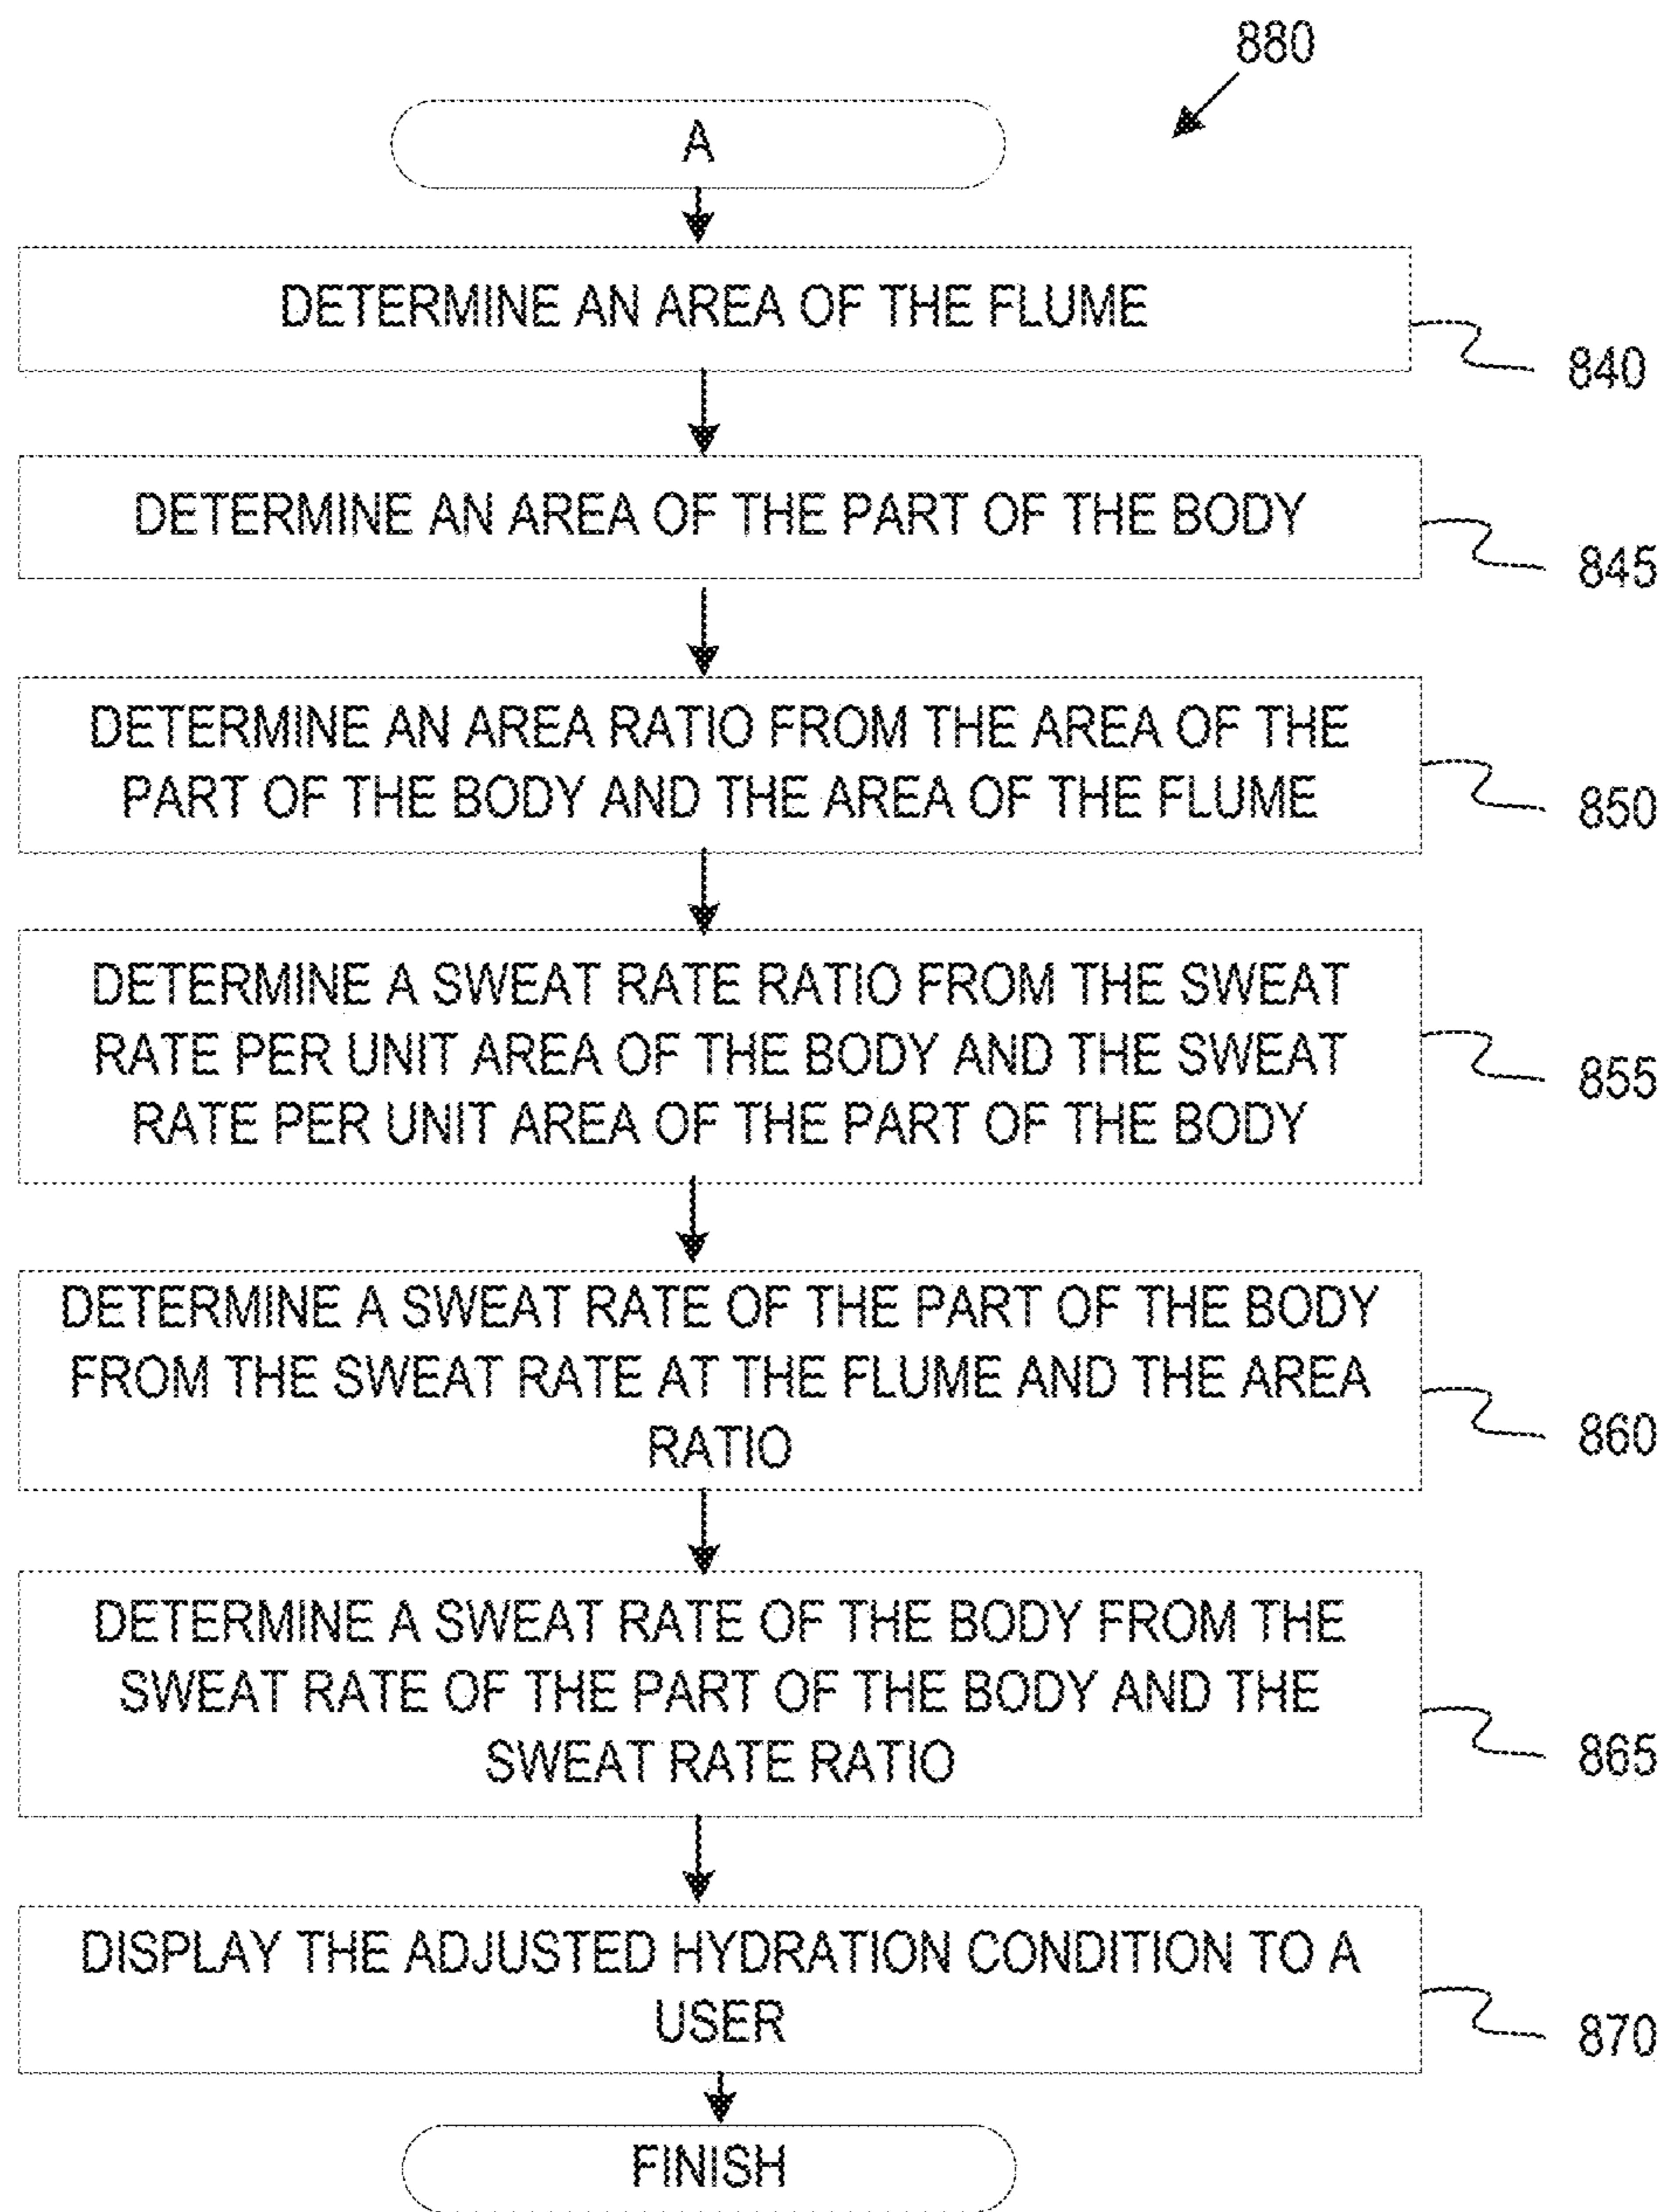 880
A
DETERMINE AN AREA OF THE FLUME
840
DETERMINE AN AREA OF THE PART OF THE BODY
845
DETERMINE AN AREA RATIO FROM THE AREA OF THE
PART OF THE BODY AND THE AREA OF THE FLUME
850
DETERMINE A SWEAT RATE RATIO FROM THE SWEAT
RATE PER UNIT AREA OF THE BODY AND THE SWEAT
RATE PER UNIT AREA OF THE PART OF THE BODY
855
DETERMINE A SWEAT RATE OF THE PART OF THE BODY
FROM THE SWEAT RATE AT THE FLUME AND THE AREA
RATIO
860
DETERMINE A SWEAT RATE OF THE BODY FROM THE
SWEAT RATE OF THE PART OF THE BODY AND THE
SWEAT RATE RATIO
865
DISPLAY THE ADJUSTED HYDRATION CONDITION TO A
USER
870
FINISH